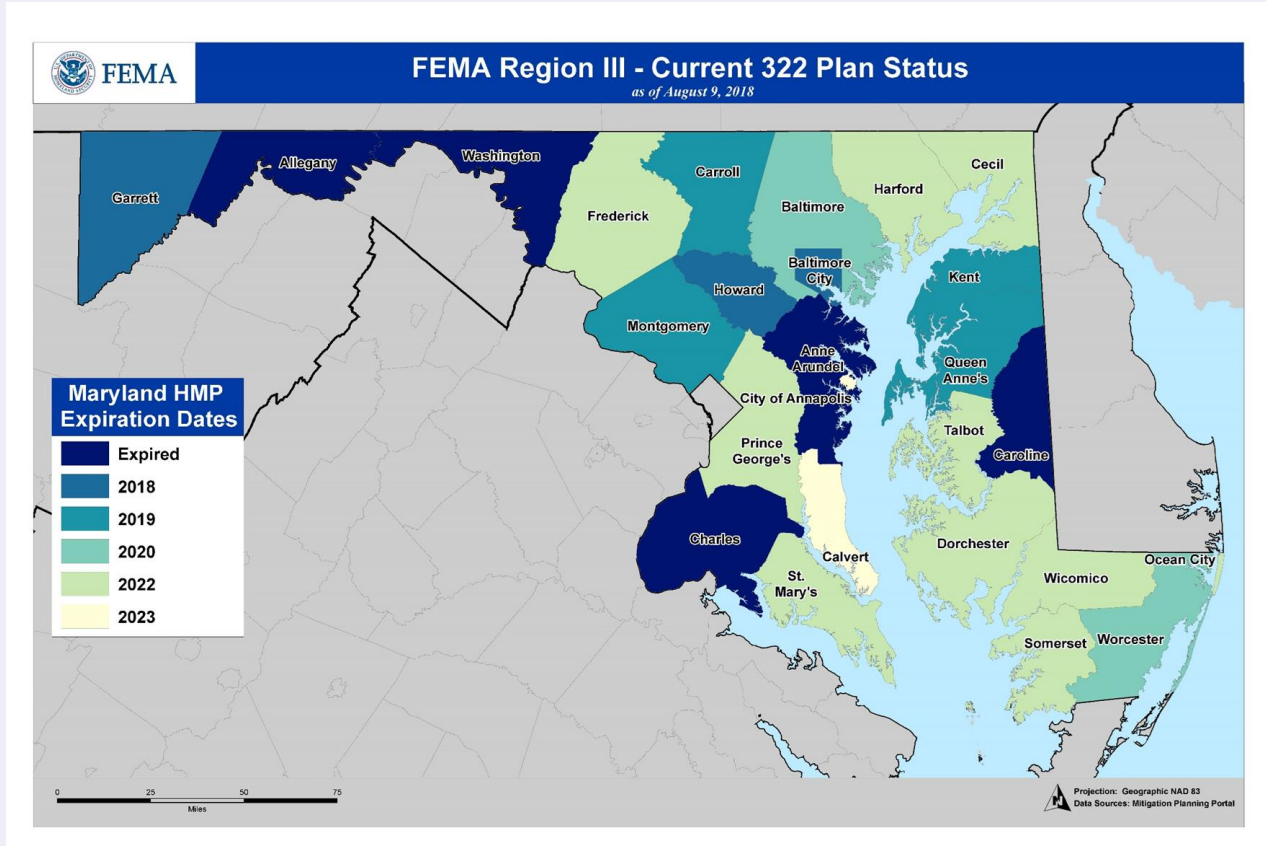 FEMA
FEMA Region III - Current 322 Plan Status
as of August 9, 2018
Garrett
Allegany
Washington
Frederick
Carroll
Baltimore
Harford
Cecil
Baltimore
City
Howard
Montgomery
Kent
Anne
Arundel
Queen
Anne's
City of Annapolis
Talbot
Prince
George's
Caroline
Charles
Calvert
Dorchester
St.
Mary's
Wicomico
Ocean City
Somerset
Worcester
Maryland HMP
Expiration Dates
Expired
2018
2019
2020
2022
2023
0 25 50 75
Miles
Projection: Geographic NAD 83
Data Sources: Mitigation Planning Portal